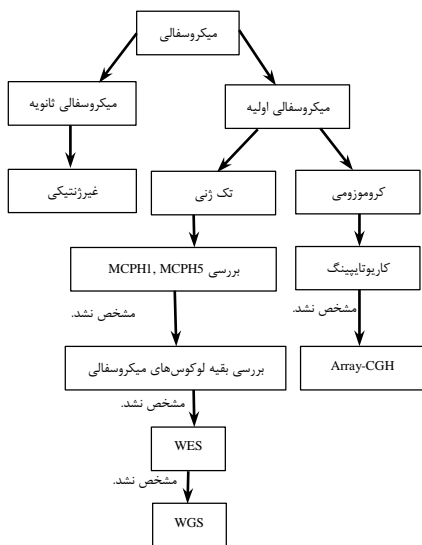 میکروسفالی
میکروسفالی ثانویه
میکروسفالی اولیه
غیرژنتیکی
تک ژنی
کروموزومی
بررسی MCPH1, MCPH5
کاریوتایپینگ
مشخص نشد.
مشخص نشد.
بررسی بقیه لوکوس‌های میکروسفالی
Array-CGH
مشخص نشد.
WES
مشخص نشد.
WGS